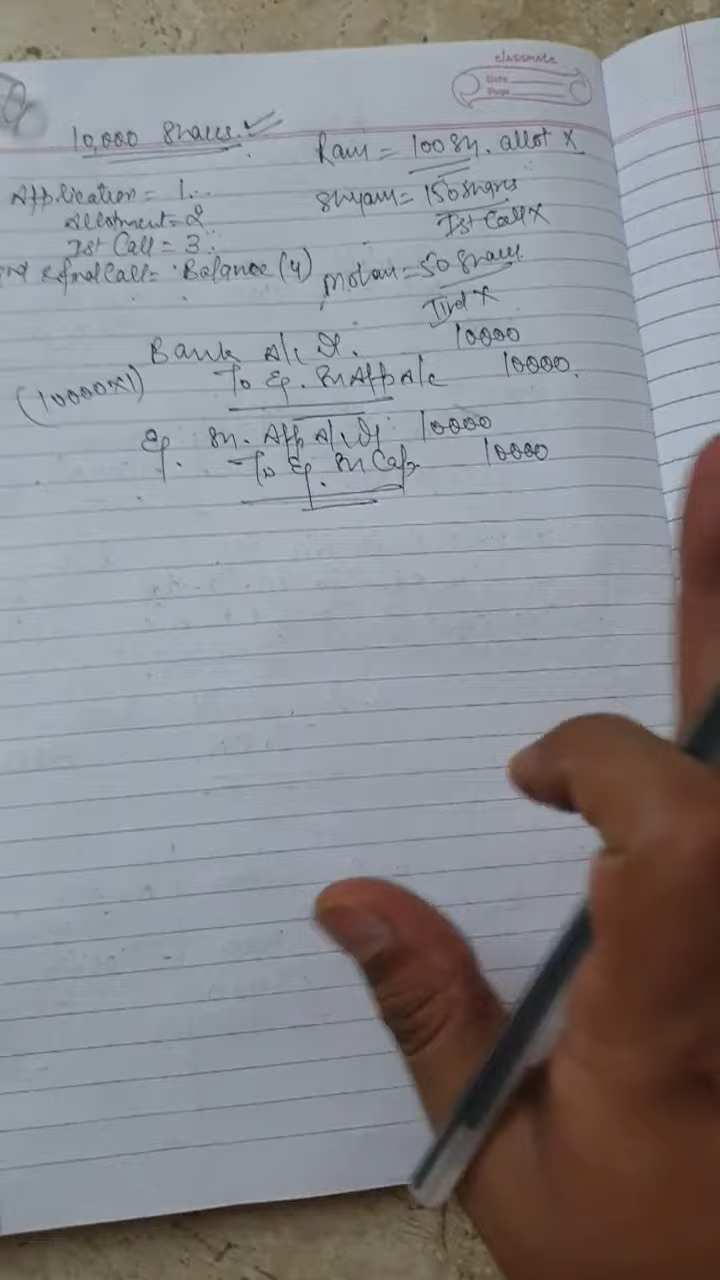 classmate
Date
Page
10,000 Shares.
Application = 1..
Allotment = 2
Ist Call = 3
& final Call = Balance (4)
Ram = 100 Sh. allot X
Shyam = 150 Shares
Ist Call X
Mohan = 50 Shares
X
Bank A/c Dr. 10000
(10000x1) To Eq. Sh App A/c 10000.
Eq. Sh. App A/c Dr 10000
To Eq. Sh Cap 10000